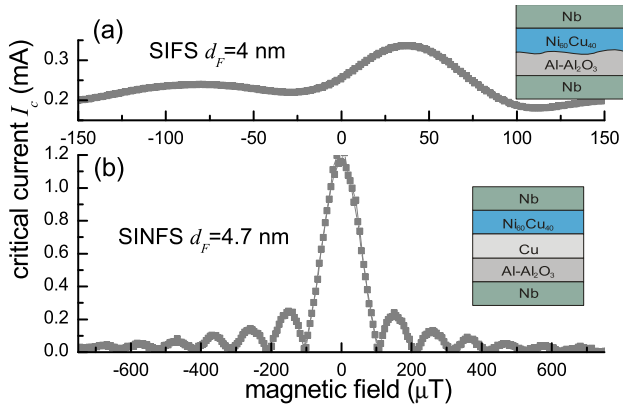 (a)
SIFS d_F=4 nm
Nb
Ni₆₀Cu₄₀
Al-Al₂O₃
Nb
0.3
0.2
-150 -100 -50 0 50 100 150
critical current I_c (mA)
(b)
SINFS d_F=4.7 nm
Nb
Ni₆₀Cu₄₀
Cu
Al-Al₂O₃
Nb
1.2
1.0
0.8
0.6
0.4
0.2
0.0
-600 -400 -200 0 200 400 600
magnetic field (μT)